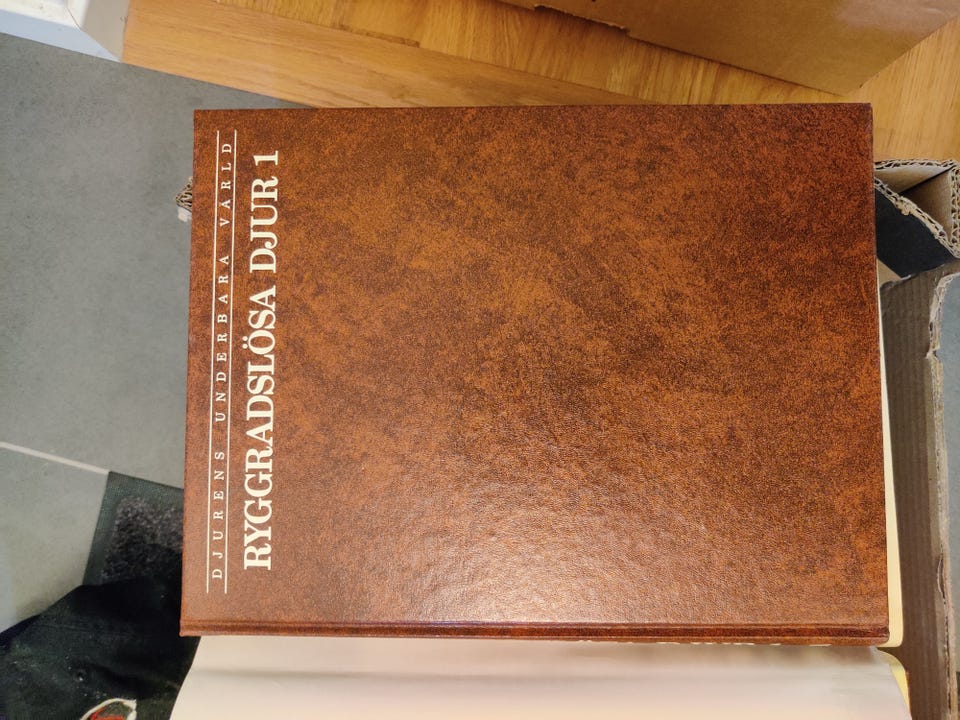 DJURENS UNDERBARA VÄRLD
RYGGRADSLÖSA DJUR 1